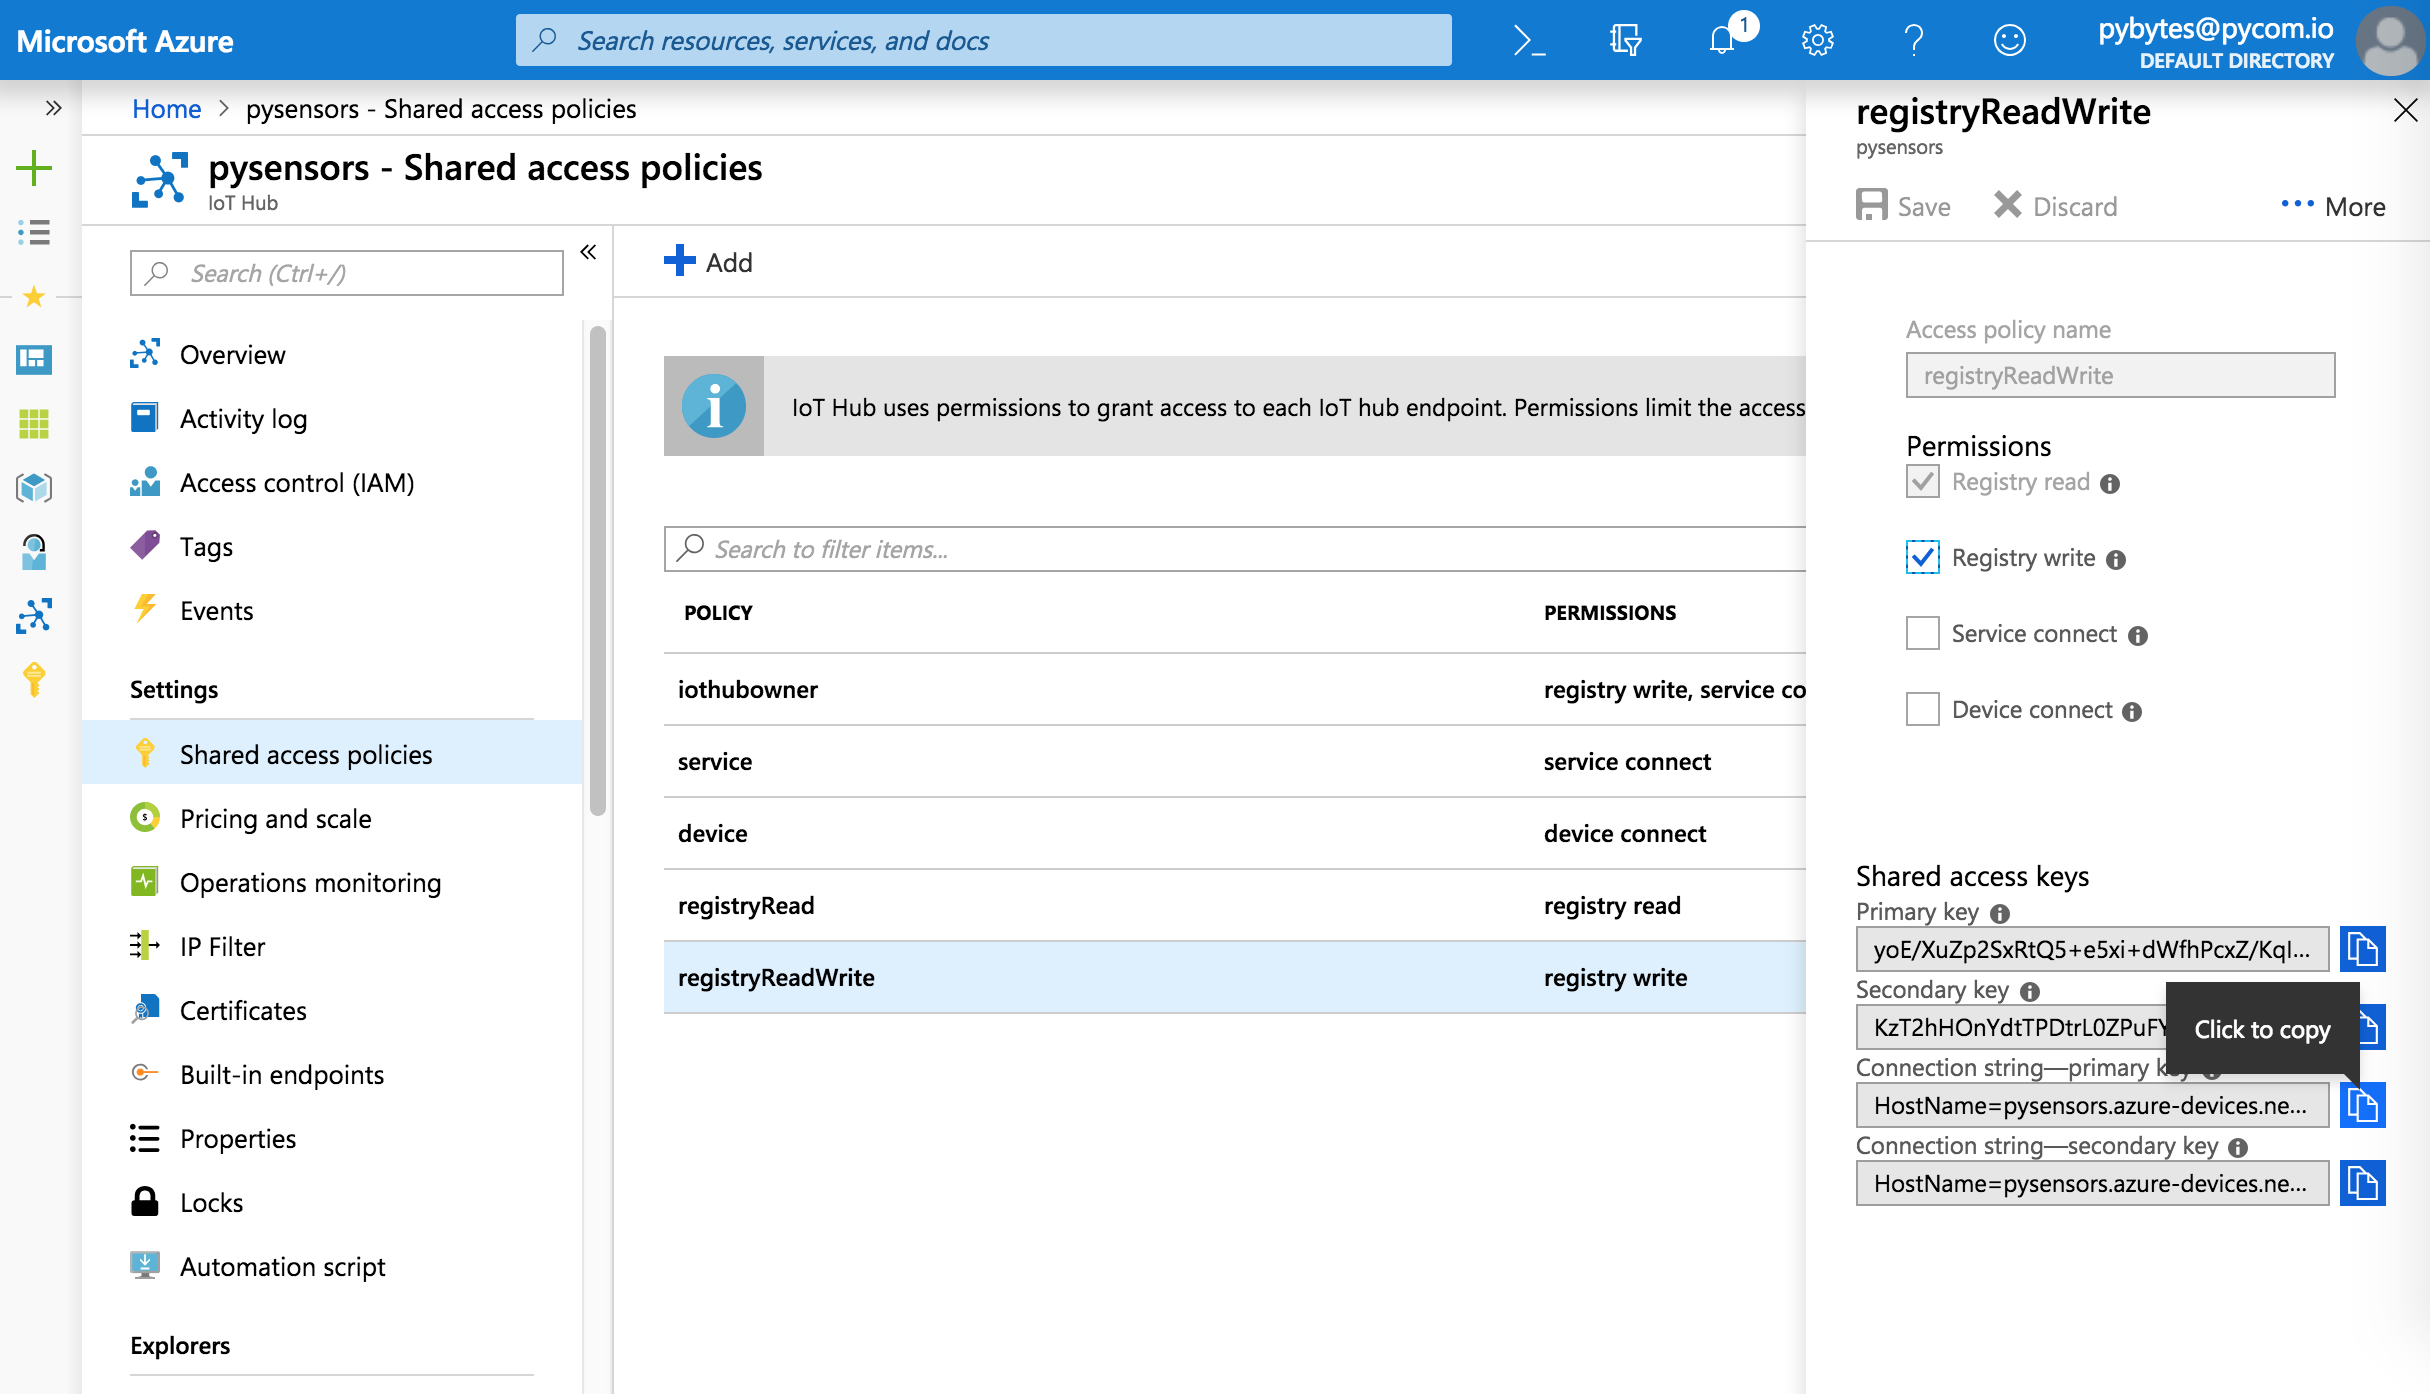 Microsoft Azure
Search resources, services, and docs
1
pybytes@pycom.io
DEFAULT DIRECTORY
Home > pysensors - Shared access policies
pysensors - Shared access policies
IoT Hub
Search (Ctrl+/)
Overview
Activity log
Access control (IAM)
Tags
Events
Settings
Shared access policies
Pricing and scale
Operations monitoring
IP Filter
Certificates
Built-in endpoints
Properties
Locks
Automation script
Explorers
Add
IoT Hub uses permissions to grant access to each IoT hub endpoint. Permissions limit the access
Search to filter items...
POLICY PERMISSIONS
iothubowner registry write, service co
service service connect
device device connect
registryRead registry read
registryReadWrite registry write
registryReadWrite
pysensors
Save Discard ... More
Access policy name
registryReadWrite
Permissions
Registry read
Registry write
Service connect
Device connect
Shared access keys
Primary key
yoE/XuZp2SxRtQ5+e5xi+dWfhPcxZ/KqI...
Secondary key
KzT2hHOnYdtTPDtrL0ZPuFY
Click to copy
Connection string—primary key
HostName=pysensors.azure-devices.ne...
Connection string—secondary key
HostName=pysensors.azure-devices.ne...